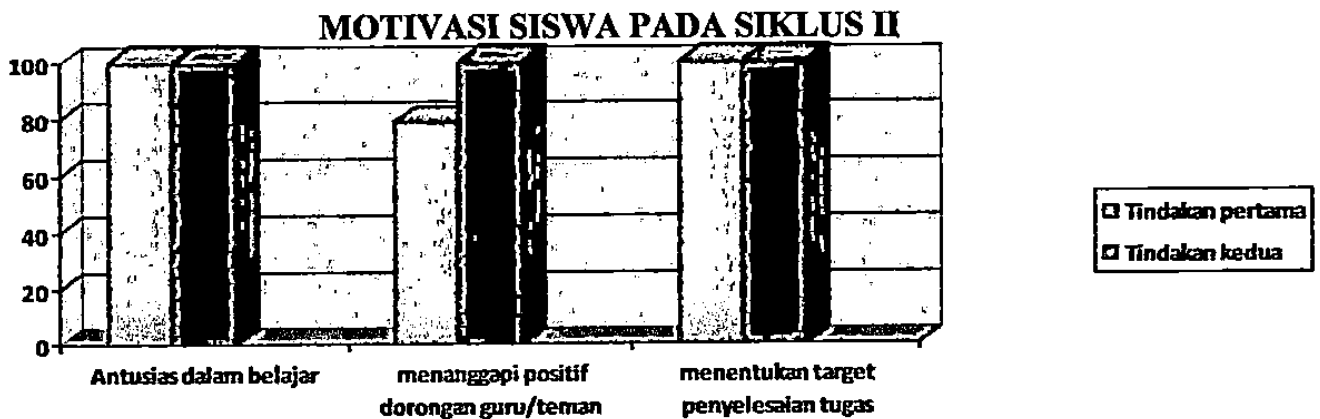 MOTIVASI SISWA PADA SIKLUS II
100
80
60
40
20
0
Antusias dalam belajar
menanggapi positif
dorongan guru/teman
menentukan target
penyelesaian tugas
Tindakan pertama
Tindakan kedua